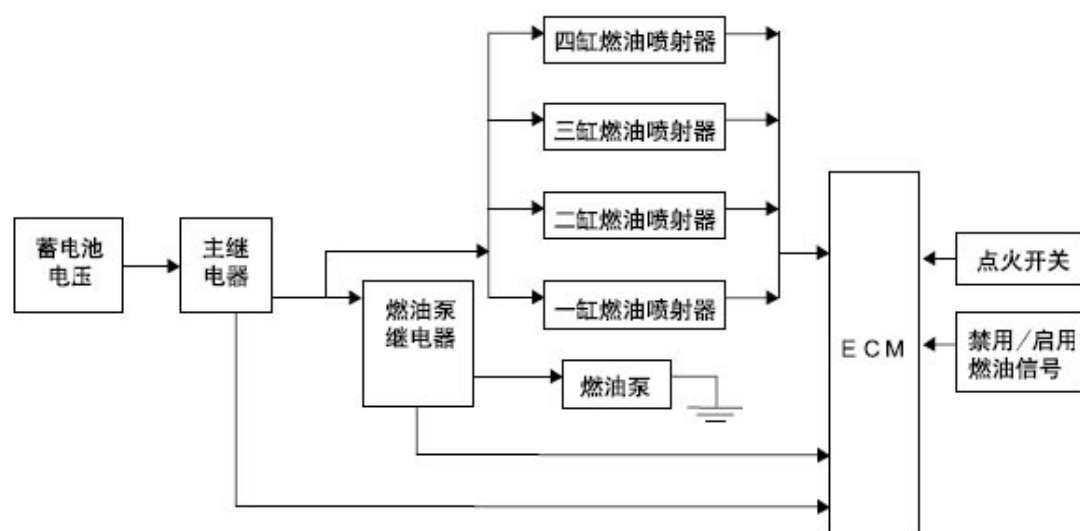 四缸燃油喷射器
三缸燃油喷射器
二缸燃油喷射器
一缸燃油喷射器
蓄电池
电压
主继
电器
燃油泵
继电器
燃油泵
ECM
点火开关
禁用/启用
燃油信号